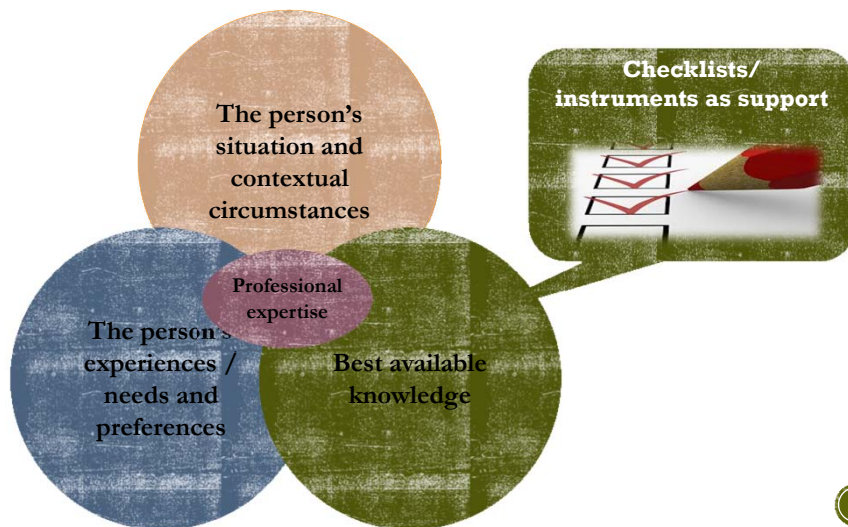 The person's
situation and
contextual
circumstances
Checklists/
instruments as support
Professional
expertise
The person's
experiences /
needs and
preferences
Best available
knowledge